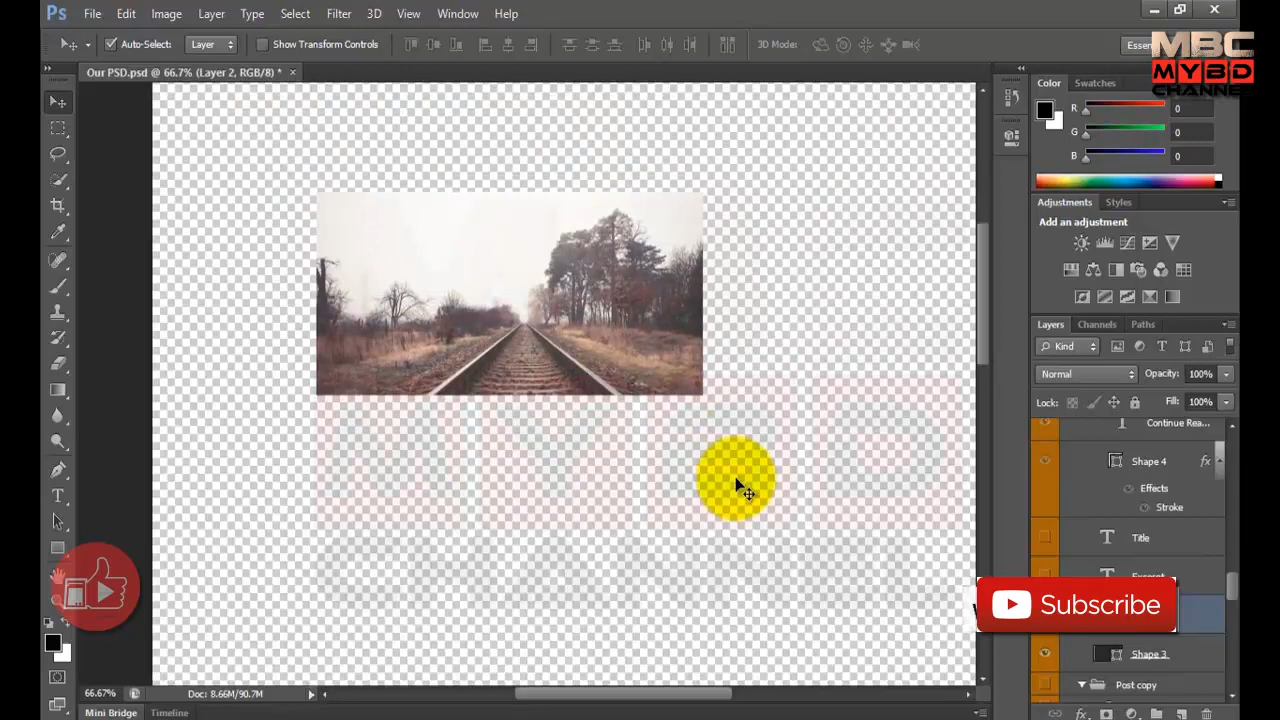 Ps File Edit Image Layer Type Select Filter 3D View Window Help
Auto-Select: Layer Show Transform Controls 3D Mode:
MBC
MYBD
CHANNEL
Our PSD.psd @ 66.7% (Layer 2, RGB/8) * ×
Color Swatches
R 0
G 0
B 0
Adjustments Styles
Add an adjustment
Layers Channels Paths
Kind
Normal Opacity: 100%
Lock: Fill: 100%
Continue Rea...
Shape 4 fx
Effects
Stroke
Title
Subscribe
Shape 3
Post copy
66.67% Doc: 8.66M/90.7M
Mini Bridge Timeline